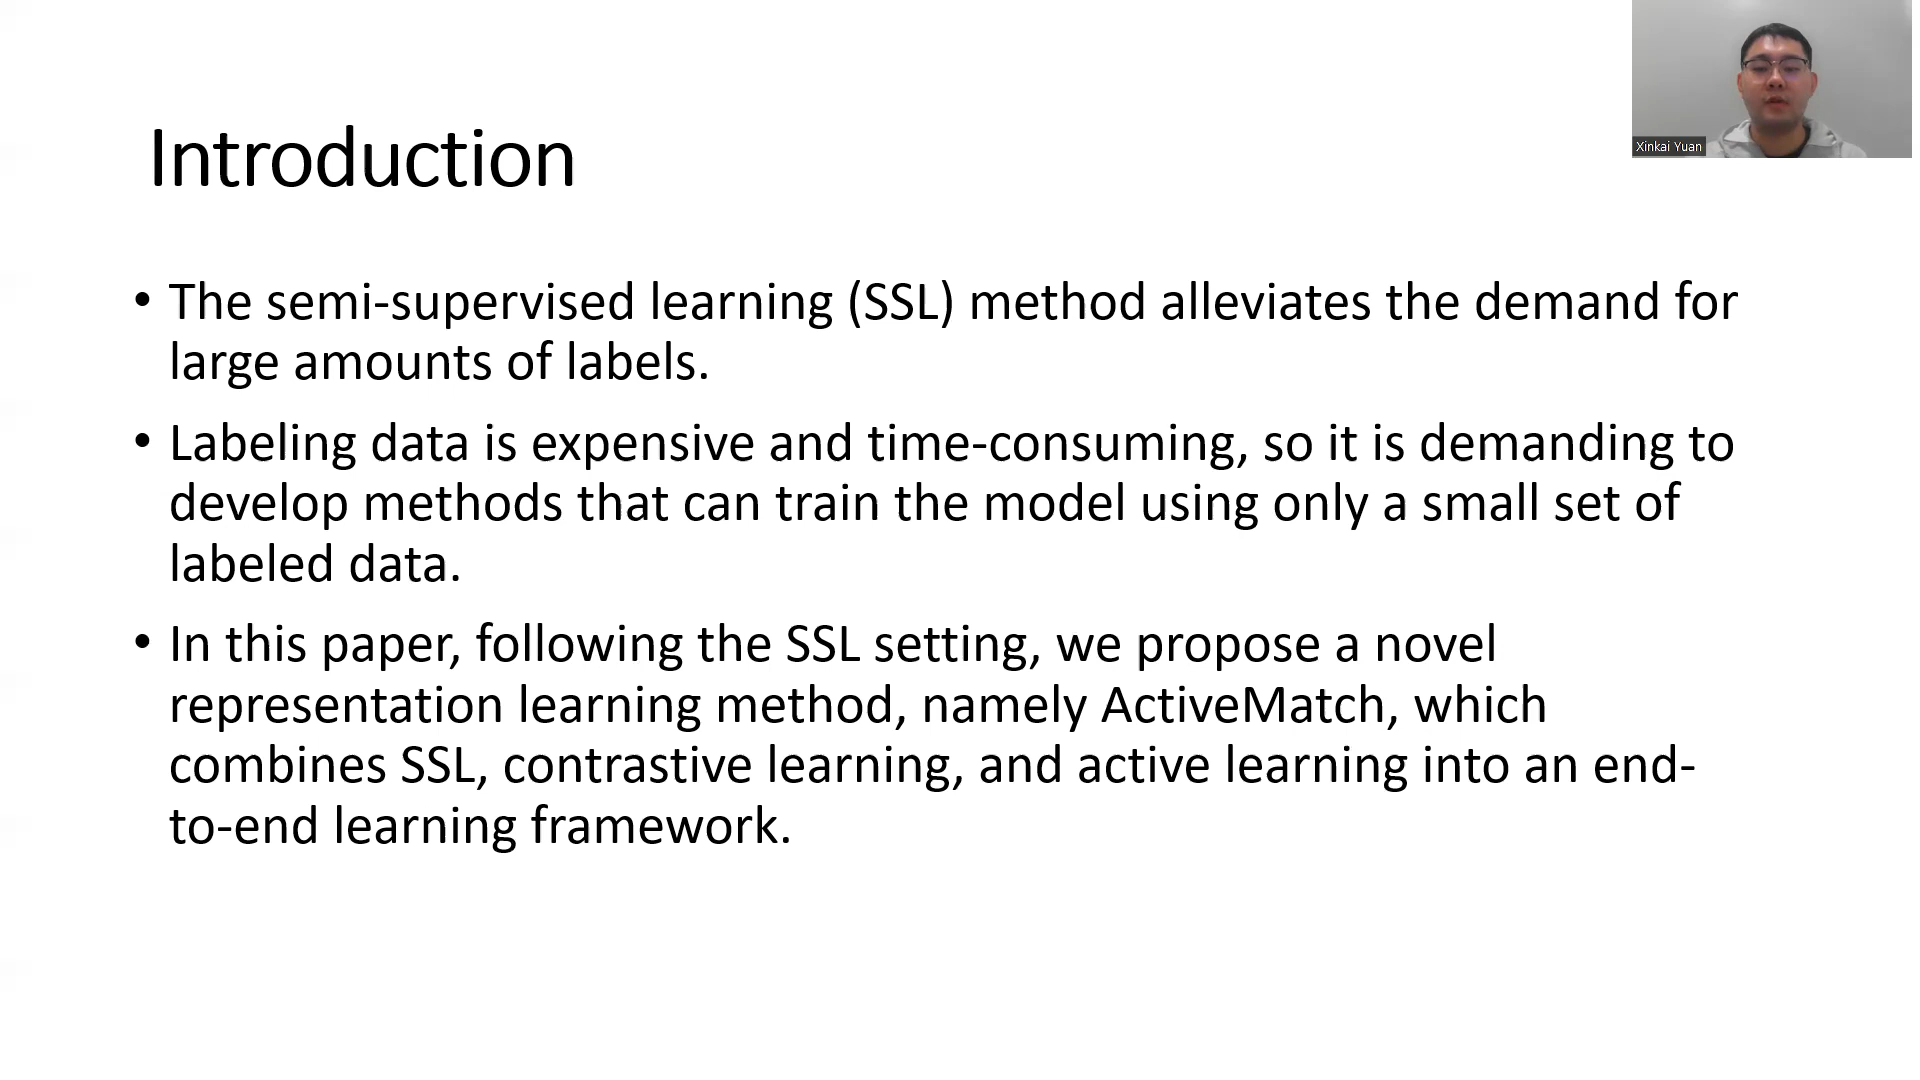 Introduction
• The semi-supervised learning (SSL) method alleviates the demand for
large amounts of labels.
• Labeling data is expensive and time-consuming, so it is demanding to
develop methods that can train the model using only a small set of
labeled data.
• In this paper, following the SSL setting, we propose a novel
representation learning method, namely ActiveMatch, which
combines SSL, contrastive learning, and active learning into an end-
to-end learning framework.
Xinkai Yuan